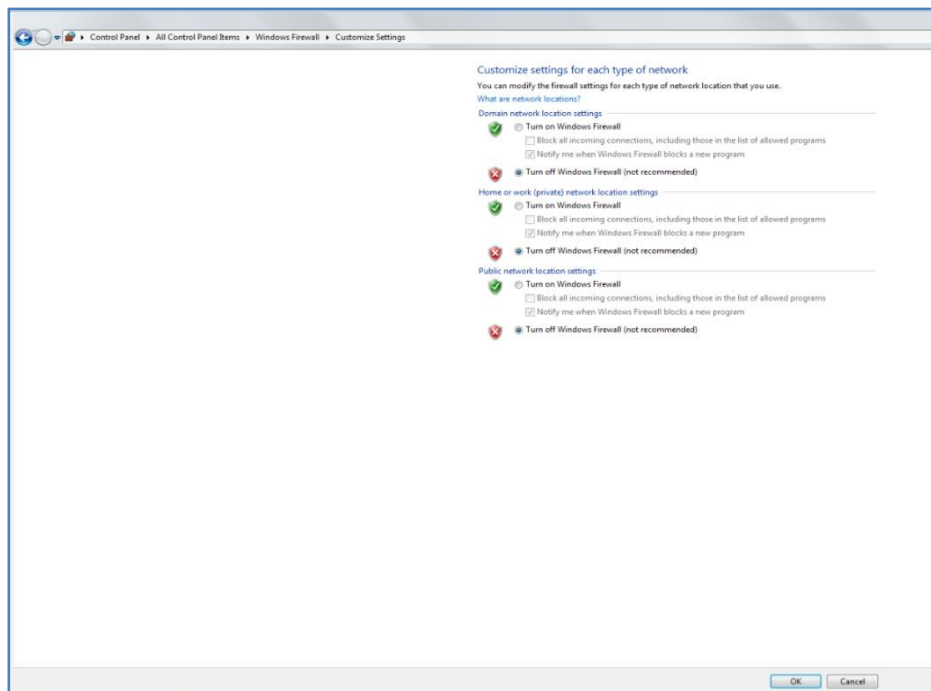 Control Panel ▸ All Control Panel Items ▸ Windows Firewall ▸ Customize Settings
Customize settings for each type of network
You can modify the firewall settings for each type of network location that you use.
What are network locations?
Domain network location settings
Turn on Windows Firewall
Block all incoming connections, including those in the list of allowed programs
Notify me when Windows Firewall blocks a new program
Turn off Windows Firewall (not recommended)
Home or work (private) network location settings
Turn on Windows Firewall
Block all incoming connections, including those in the list of allowed programs
Notify me when Windows Firewall blocks a new program
Turn off Windows Firewall (not recommended)
Public network location settings
Turn on Windows Firewall
Block all incoming connections, including those in the list of allowed programs
Notify me when Windows Firewall blocks a new program
Turn off Windows Firewall (not recommended)
OK Cancel